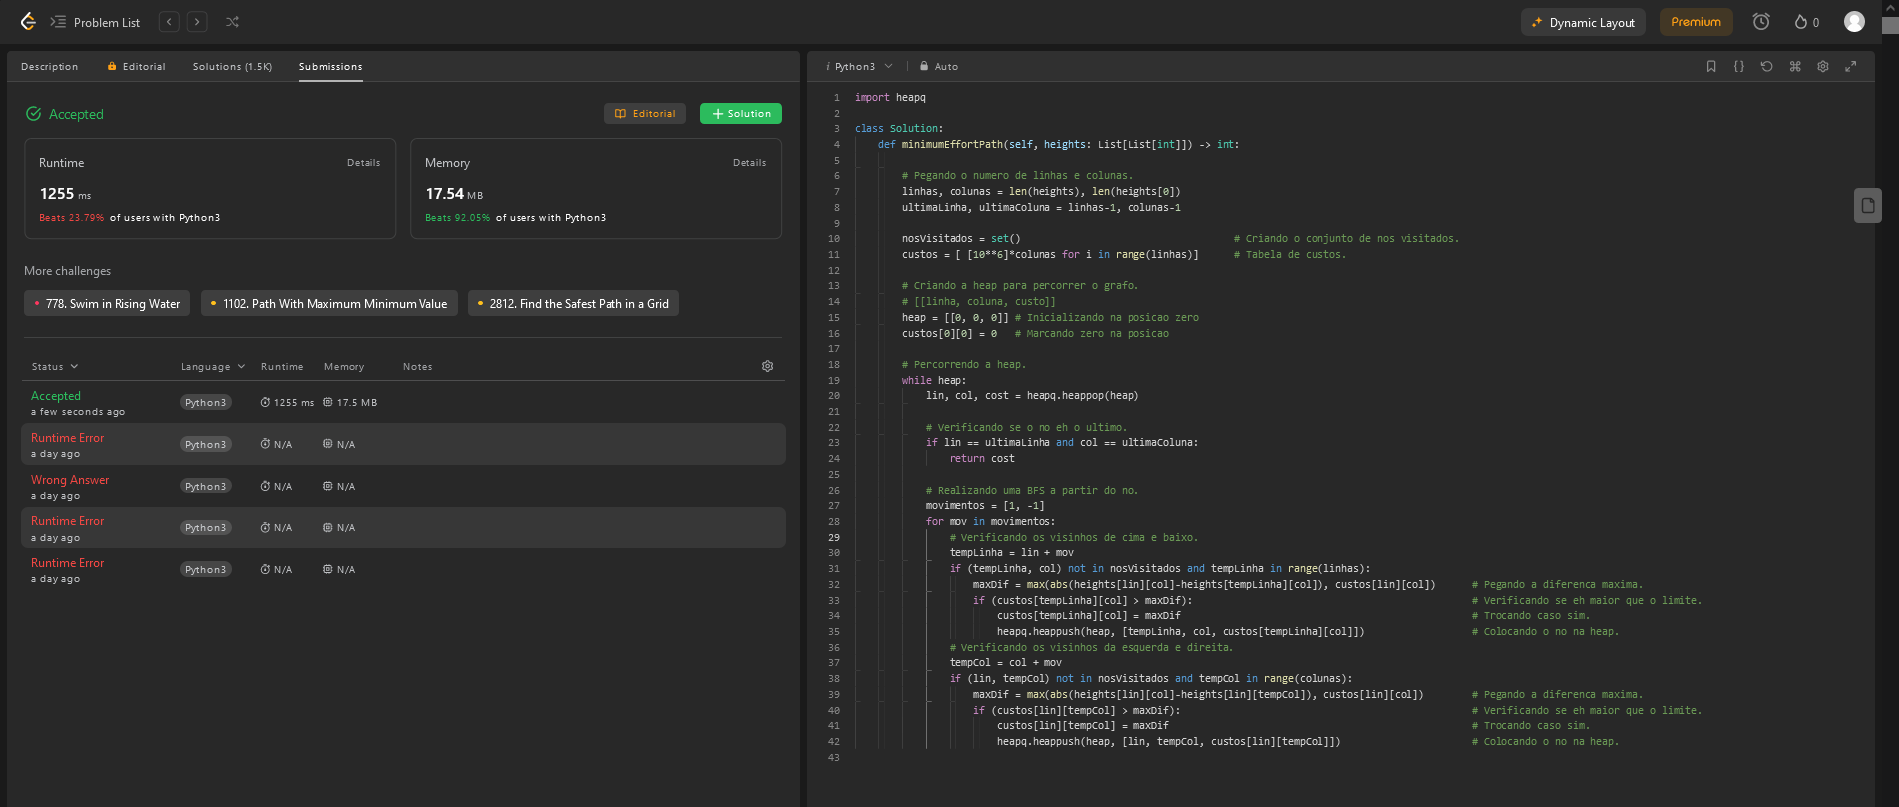 Problem List
Dynamic Layout
Premium
0
Description
Editorial
Solutions (1.5K)
Submissions
Accepted
Editorial
Solution
Runtime
Details
1255 ms
Beats 23.79% of users with Python3
Memory
Details
17.54 MB
Beats 92.05% of users with Python3
More challenges
778. Swim in Rising Water
1102. Path With Maximum Minimum Value
2812. Find the Safest Path in a Grid
Status Language Runtime Memory Notes
Accepted
a few seconds ago
Python3 1255 ms 17.5 MB
Runtime Error
a day ago
Python3 N/A N/A
Wrong Answer
a day ago
Python3 N/A N/A
Runtime Error
a day ago
Python3 N/A N/A
Runtime Error
a day ago
Python3 N/A N/A
i Python3 Auto
1 import heapq
2
3 class Solution:
4 def minimumEffortPath(self, heights: List[List[int]]) -> int:
5
6 # Pegando o numero de linhas e colunas.
7 linhas, colunas = len(heights), len(heights[0])
8 ultimaLinha, ultimaColuna = linhas-1, colunas-1
9
10 nosVisitados = set() # Criando o conjunto de nos visitados.
11 custos = [ [10**6]*colunas for i in range(linhas)] # Tabela de custos.
12
13 # Criando a heap para percorrer o grafo.
14 # [[linha, coluna, custo]]
15 heap = [[0, 0, 0]] # Inicializando na posicao zero
16 custos[0][0] = 0 # Marcando zero na posicao
17
18 # Percorrendo a heap.
19 while heap:
20 lin, col, cost = heapq.heappop(heap)
21
22 # Verificando se o no eh o ultimo.
23 if lin == ultimaLinha and col == ultimaColuna:
24 return cost
25
26 # Realizando uma BFS a partir do no.
27 movimentos = [1, -1]
28 for mov in movimentos:
29 # Verificando os visinhos de cima e baixo.
30 tempLinha = lin + mov
31 if (tempLinha, col) not in nosVisitados and tempLinha in range(linhas):
32 maxDif = max(abs(heights[lin][col]-heights[tempLinha][col]), custos[lin][col]) # Pegando a diferenca maxima.
33 if (custos[tempLinha][col] > maxDif): # Verificando se eh maior que o limite.
34 custos[tempLinha][col] = maxDif # Trocando caso sim.
35 heapq.heappush(heap, [tempLinha, col, custos[tempLinha][col]]) # Colocando o no na heap.
36 # Verificando os visinhos da esquerda e direita.
37 tempCol = col + mov
38 if (lin, tempCol) not in nosVisitados and tempCol in range(colunas):
39 maxDif = max(abs(heights[lin][col]-heights[lin][tempCol]), custos[lin][col]) # Pegando a diferenca maxima.
40 if (custos[lin][tempCol] > maxDif): # Verificando se eh maior que o limite.
41 custos[lin][tempCol] = maxDif # Trocando caso sim.
42 heapq.heappush(heap, [lin, tempCol, custos[lin][tempCol]]) # Colocando o no na heap.
43